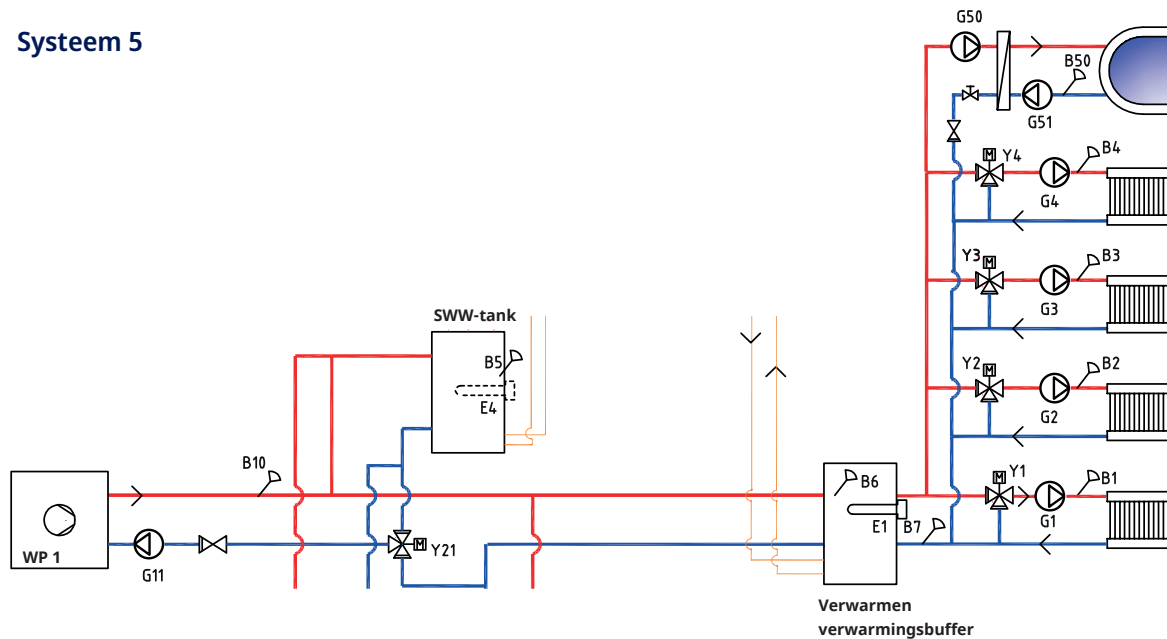 Systeem 5
G50
B50
G51
Y4
M
B4
G4
Y3
M
B3
G3
SWW-tank
B5
E4
Y2
M
B2
G2
B10
B6
Y1
M
B1
E1
B7
G1
WP 1
G11
M
Y21
Verwarmen
verwarmingsbuffer